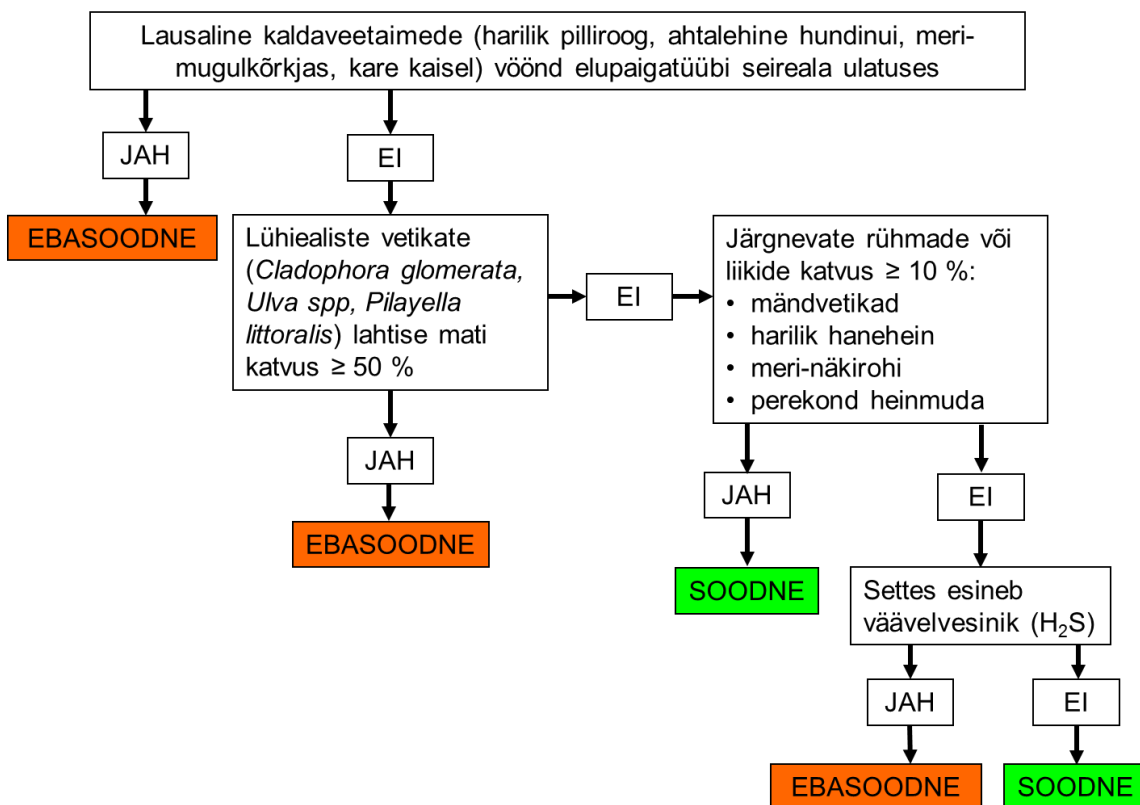 Lausaline kaldaveetaimede (harilik pilliroog, ahtalehine hundinui, meri-
mugulkõrkjas, kare kaisel) vöönd elupaigatüübi seireala ulatuses
JAH
EI
EBASOODNE
Lühiealiste vetikate
(Cladophora glomerata,
Ulva spp, Pilayella
littoralis) lahtise mati
katvus ≥ 50 %
EI
Järgnevate rühmade või
liikide katvus ≥ 10 %:
• mändvetikad
• harilik hanehein
• meri-näkirohi
• perekond heinmuda
JAH
EBASOODNE
JAH
EI
SOODNE
Settes esineb
väävelvesinik (H₂S)
JAH
EI
EBASOODNE
SOODNE